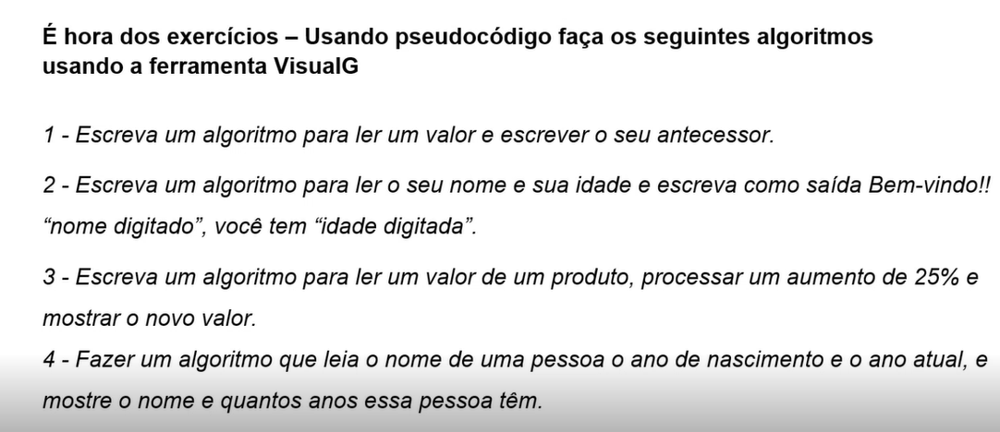 É hora dos exercícios – Usando pseudocódigo faça os seguintes algoritmos
usando a ferramenta VisualG
1 - Escreva um algoritmo para ler um valor e escrever o seu antecessor.
2 - Escreva um algoritmo para ler o seu nome e sua idade e escreva como saída Bem-vindo!!
“nome digitado”, você tem “idade digitada”.
3 - Escreva um algoritmo para ler um valor de um produto, processar um aumento de 25% e
mostrar o novo valor.
4 - Fazer um algoritmo que leia o nome de uma pessoa o ano de nascimento e o ano atual, e
mostre o nome e quantos anos essa pessoa têm.